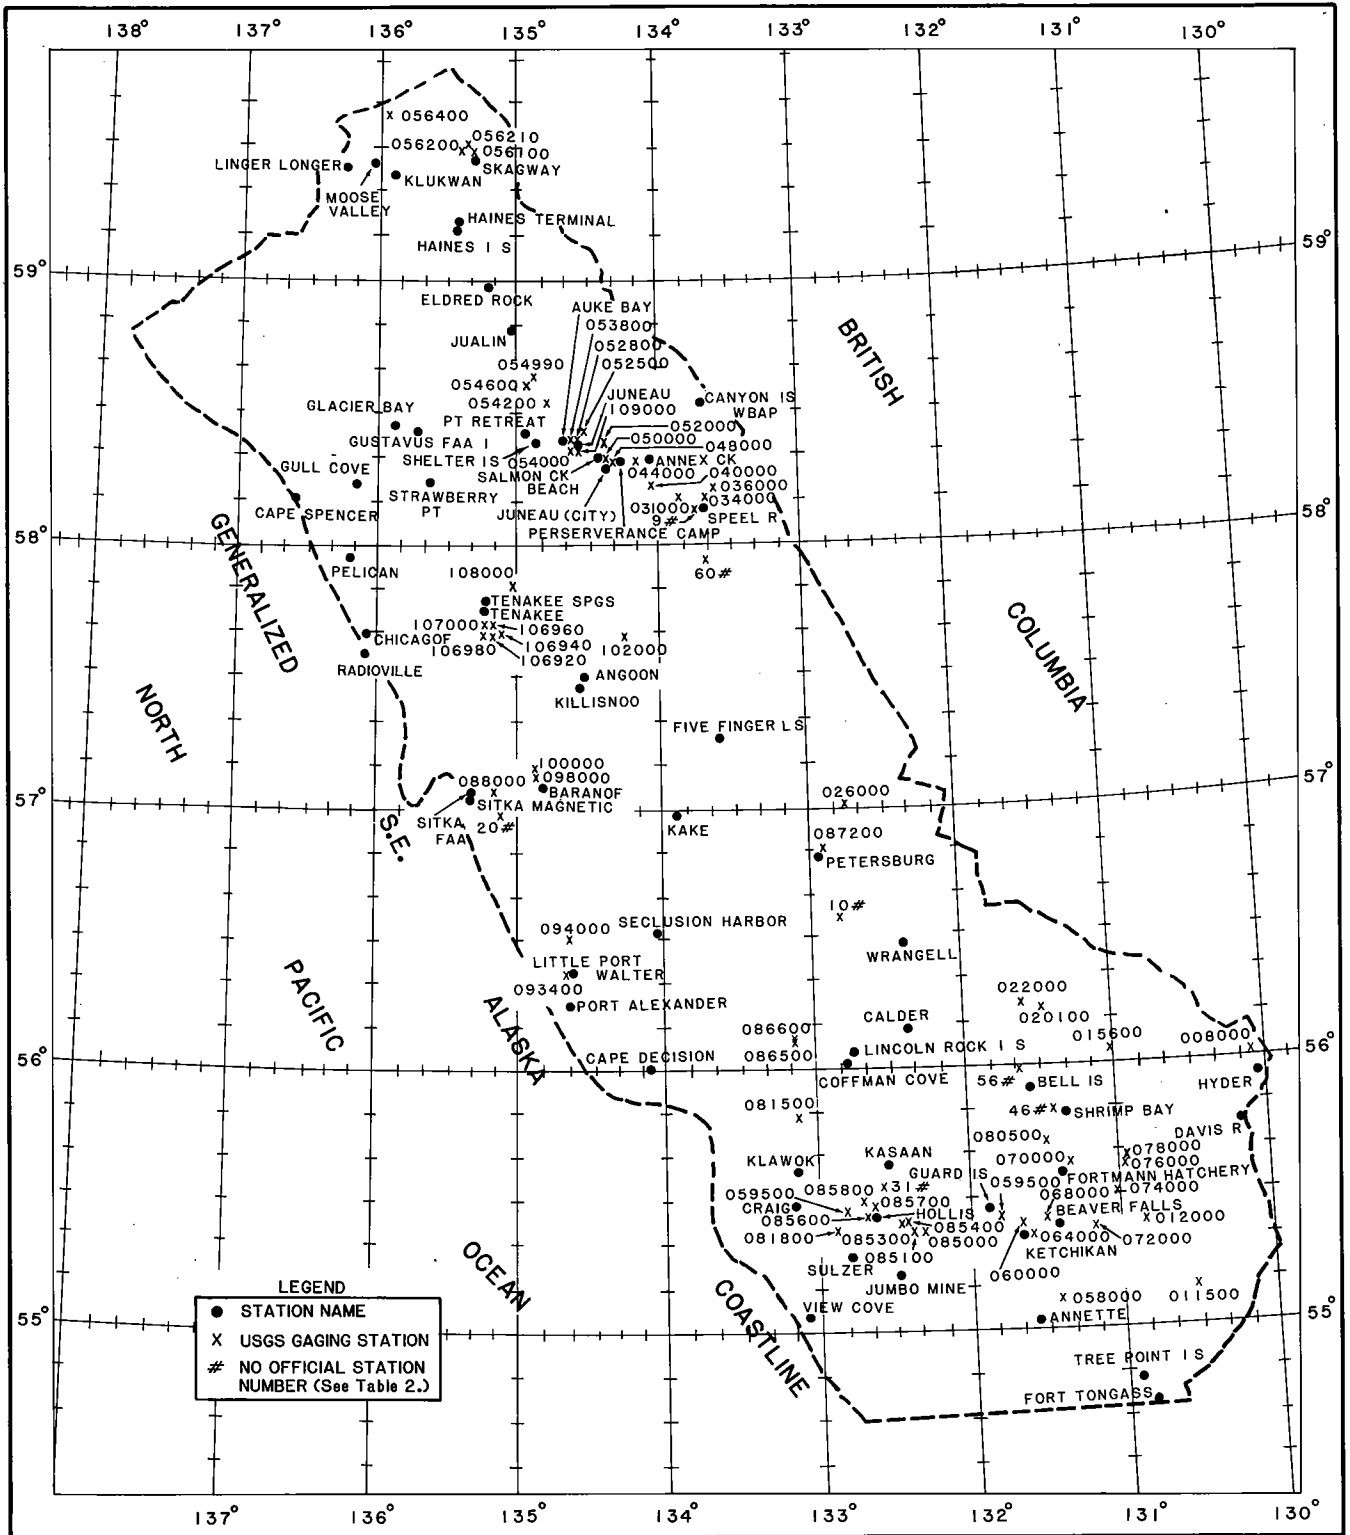 138° 137° 136° 135° 134° 133° 132° 131° 130°
056400
056210
056200
056100
LINGER LONGER
SKAGWAY
KLUKWAN
MOOSE
VALLEY
HAINES TERMINAL
HAINES I S
59°
59°
ELDRED ROCK
AUKE BAY
053800
JUALIN
052800
052500
054990
054600
JUNEAU
CANYON IS
WBAP
054200
109000
GLACIER BAY
PT RETREAT
052000
GUSTAVUS FAA I
050000
048000
SHELTER IS
054000
ANNEX CK
GULL COVE
SALMON CK
BEACH
044000
040000
036000
STRAWBERRY
PT
034000
031000
CAPE SPENCER
JUNEAU (CITY)
9#
SPEEL R
PERSERVERANCE CAMP
58°
58°
PELICAN
108000
60#
TENAKEE SPGS
TENAKEE
107000
106960
CHICAGOF
106940
106980
106920
102000
RADIOVILLE
ANGOON
KILLISNOO
FIVE FINGER LS
57°
57°
100000
088000
098000
BARANOF
SITKA MAGNETIC
026000
SITKA
FAA
20#
KAKE
087200
PETERSBURG
10#
094000
SECLUSION HARBOR
WRANGELL
LITTLE PORT
WALTER
093400
PORT ALEXANDER
022000
020100
CALDER
086600
015600
008000
086500
LINCOLN ROCK I S
56°
56°
CAPE DECISION
COFFMAN COVE
56#
BELL IS
HYDER
081500
46#
SHRIMP BAY
DAVIS R
080500
078000
KASAAN
070000
076000
KLAWOK
GUARD IS
059500
FORTMANN HATCHERY
059500
085800
31#
068000
074000
CRAIG
085700
BEAVER FALLS
085600
HOLLIS
012000
081800
085300
085400
085000
064000
072000
085100
KETCHIKAN
SULZER
060000
JUMBO MINE
VIEW COVE
058000
011500
ANNETTE
55°
55°
TREE POINT I S
FORT TONGASS
BRITISH
COLUMBIA
GENERALIZED
S.E.
ALASKA
COASTLINE
NORTH
PACIFIC
OCEAN
LEGEND
● STATION NAME
X USGS GAGING STATION
# NO OFFICIAL STATION
NUMBER (See Table 2.)
137° 136° 135° 134° 133° 132° 131° 130°